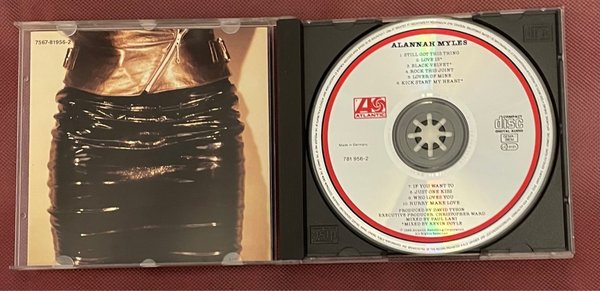 7567-81956-2
ALANNAH MYLES
1. STILL GOT THIS THING
2. LOVE IS*
3. BLACK VELVET*
4. ROCK THIS JOINT
5. LOVER OF MINE
6. KICK START MY HEART*
ATLANTIC
COMPACT
disc
DIGITAL AUDIO
Made in Germany
781 956-2
7. IF YOU WANT TO
8. JUST ONE KISS
9. WHO LOVES YOU
10. HURRY MAKE LOVE
PRODUCED BY DAVID TYSON
EXECUTIVE PRODUCER: CHRISTOPHER WARD
MIXED BY PAUL LANI
*MIXED BY KEVIN DOYLE